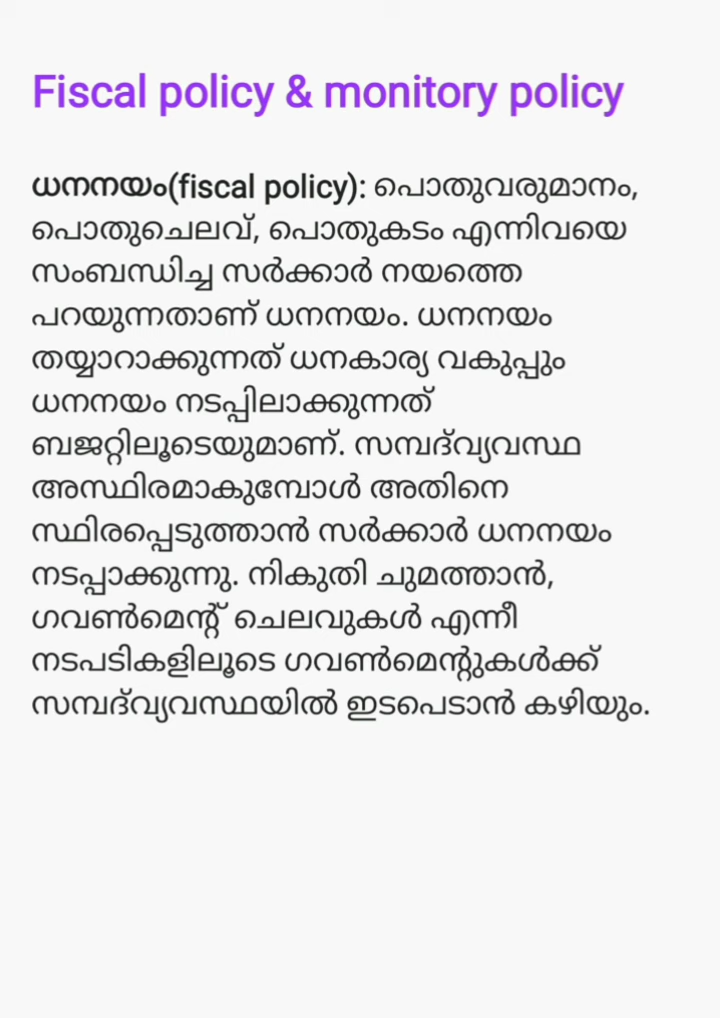 Fiscal policy & monitory policy
ധനനയം(fiscal policy): പൊതുവരുമാനം,
പൊതുചെലവ്, പൊതുകടം എന്നിവയെ
സംബന്ധിച്ച സർക്കാർ നയത്തെ
പറയുന്നതാണ് ധനനയം. ധനനയം
തയ്യാറാക്കുന്നത് ധനകാര്യ വകുപ്പും
ധനനയം നടപ്പിലാക്കുന്നത്
ബജറ്റിലൂടെയുമാണ്. സമ്പദ്‌വ്യവസ്ഥ
അസ്ഥിരമാകുമ്പോൾ അതിനെ
സ്ഥിരപ്പെടുത്താൻ സർക്കാർ ധനനയം
നടപ്പാക്കുന്നു. നികുതി ചുമത്താൻ,
ഗവൺമെന്റ് ചെലവുകൾ എന്നീ
നടപടികളിലൂടെ ഗവൺമെന്റുകൾക്ക്
സമ്പദ്‌വ്യവസ്ഥയിൽ ഇടപെടാൻ കഴിയും.